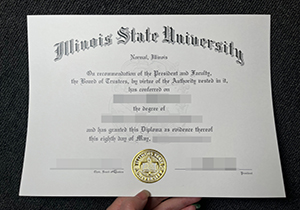 Illinois State University
Normal, Illinois
On recommendation of the President and Faculty,
the Board of Trustees, by virtue of the Authority vested in it,
has conferred on
the degree of
and has granted this Diploma as evidence thereof
this eighth day of May,
President